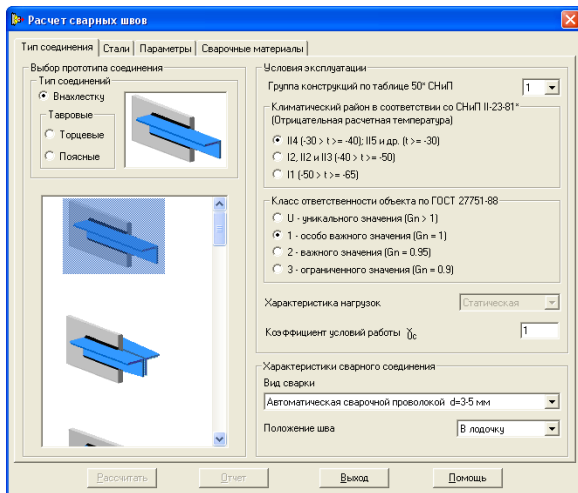 Расчет сварных швов
Тип соединения Стали Параметры Сварочные материалы
Выбор прототипа соединения
Тип соединений
Внахлестку
Тавровые
Торцевые
Поясные
Условия эксплуатации
Группа конструкций по таблице 50* СНиП 1
Климатический район в соответствии со СНиП II-23-81*
(Отрицательная расчетная температура)
II4 (-30 > t >= -40); II5 и др. (t >= -30)
I2, II2 и II3 (-40 > t >= -50)
I1 (-50 > t >= -65)
Класс ответственности объекта по ГОСТ 27751-88
U - уникального значения (Gn > 1)
1 - особо важного значения (Gn = 1)
2 - важного значения (Gn = 0.95)
3 - ограниченного значения (Gn = 0.9)
Характеристика нагрузок Статическая
Коэффициент условий работы γc 1
Характеристики сварного соединения
Вид сварки
Автоматическая сварочной проволокой d=3-5 мм
Положение шва В лодочку
Рассчитать Отчет Выход Помощь